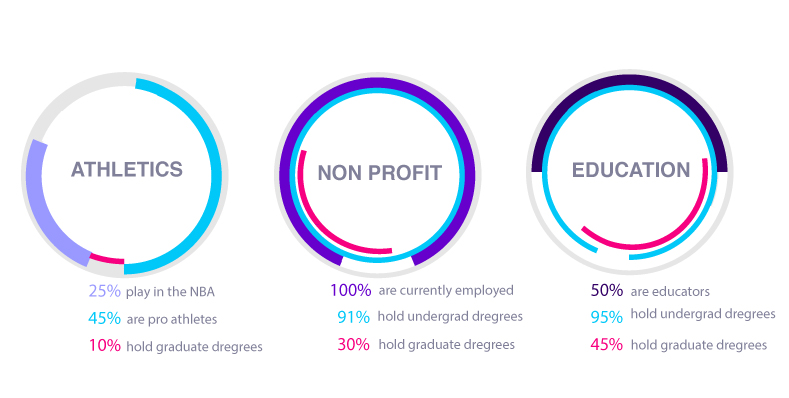 ATHLETICS
25% play in the NBA
45% are pro athletes
10% hold graduate dregrees
NON PROFIT
100% are currently employed
91% hold undergrad dregrees
30% hold graduate dregrees
EDUCATION
50% are educators
95% hold undergrad dregrees
45% hold graduate dregrees